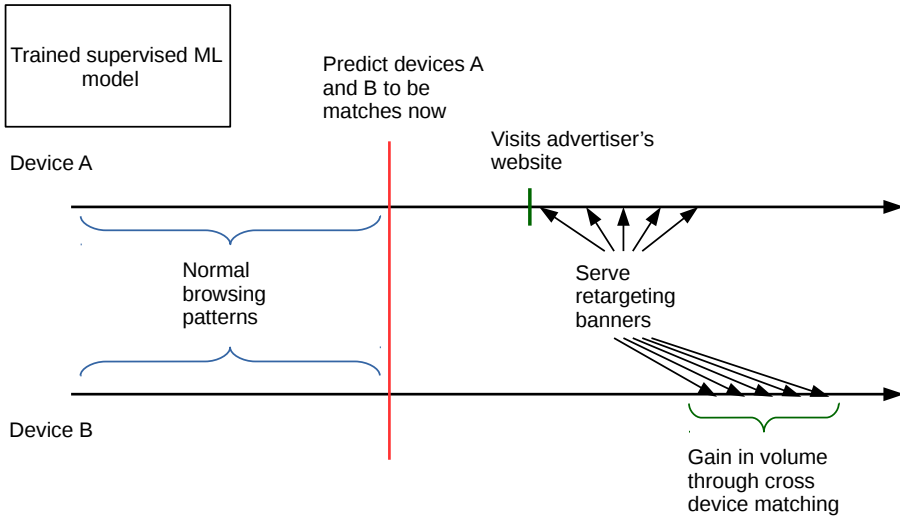 Trained supervised ML
model
Predict devices A
and B to be
matches now
Visits advertiser's
website
Device A
Normal
browsing
patterns
Serve
retargeting
banners
Device B
Gain in volume
through cross
device matching